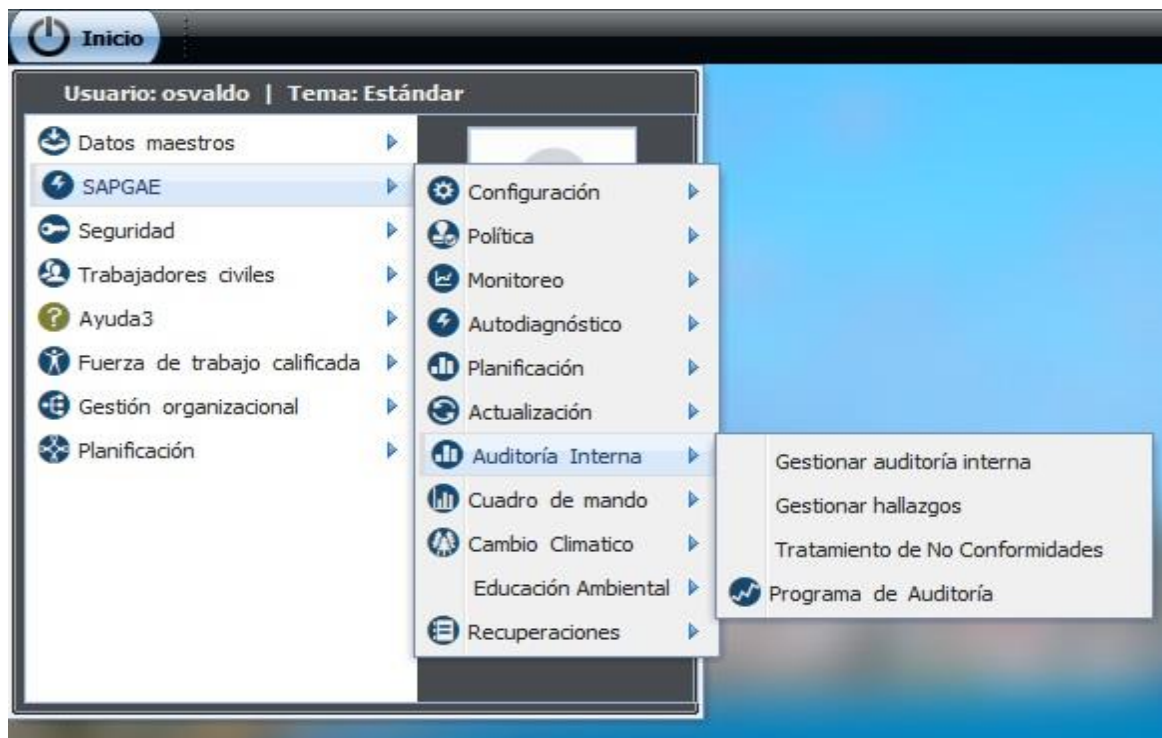 Inicio
Usuario: osvaldo | Tema: Estándar
Datos maestros
SAPGAE
Seguridad
Trabajadores civiles
Ayuda3
Fuerza de trabajo calificada
Gestión organizacional
Planificación
Configuración
Política
Monitoreo
Autodiagnóstico
Planificación
Actualización
Auditoría Interna
Cuadro de mando
Cambio Climatico
Educación Ambiental
Recuperaciones
Gestionar auditoría interna
Gestionar hallazgos
Tratamiento de No Conformidades
Programa de Auditoría